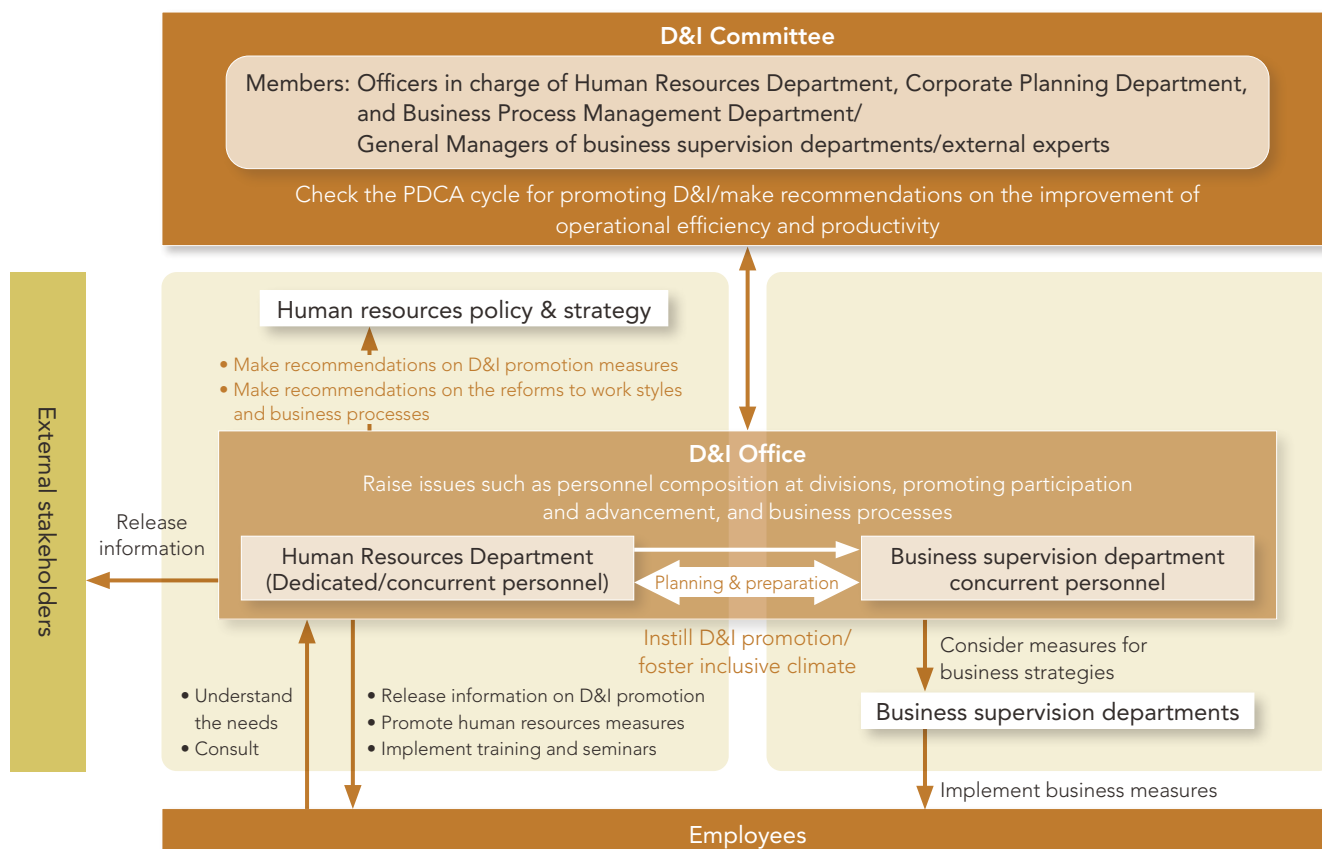 D&I Committee
Members: Officers in charge of Human Resources Department, Corporate Planning Department,
and Business Process Management Department/
General Managers of business supervision departments/external experts
Check the PDCA cycle for promoting D&I/make recommendations on the improvement of
operational efficiency and productivity
External stakeholders
Human resources policy & strategy
• Make recommendations on D&I promotion measures
• Make recommendations on the reforms to work styles
and business processes
D&I Office
Raise issues such as personnel composition at divisions, promoting participation
and advancement, and business processes
Release
information
Human Resources Department
(Dedicated/concurrent personnel)
Planning & preparation
Business supervision department
concurrent personnel
Instill D&I promotion/
foster inclusive climate
Consider measures for
business strategies
• Understand
the needs
• Consult
• Release information on D&I promotion
• Promote human resources measures
• Implement training and seminars
Business supervision departments
Implement business measures
Employees